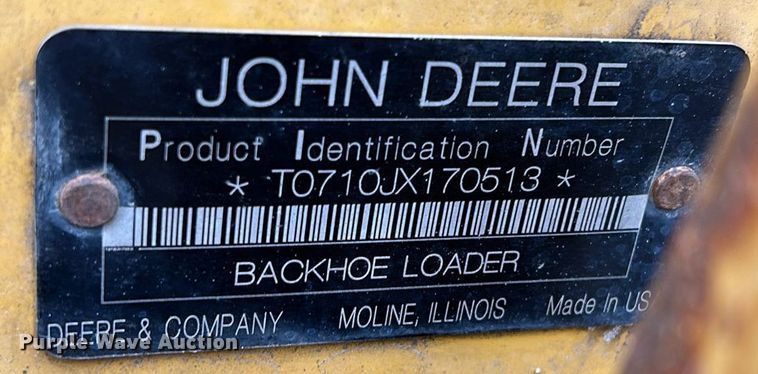 JOHN DEERE
Product Identification Number
* T0710JX170513 *
BACKHOE LOADER
DEERE & COMPANY MOLINE, ILLINOIS Made in US
Purple Wave Auction